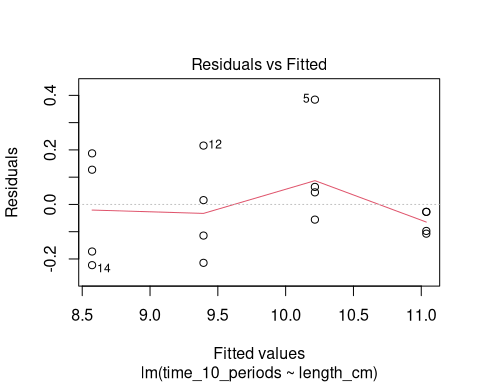 Residuals vs Fitted
Residuals
0.4
0.2
0.0
-0.2
5
12
14
8.5 9.0 9.5 10.0 10.5 11.0
Fitted values
lm(time_10_periods ~ length_cm)